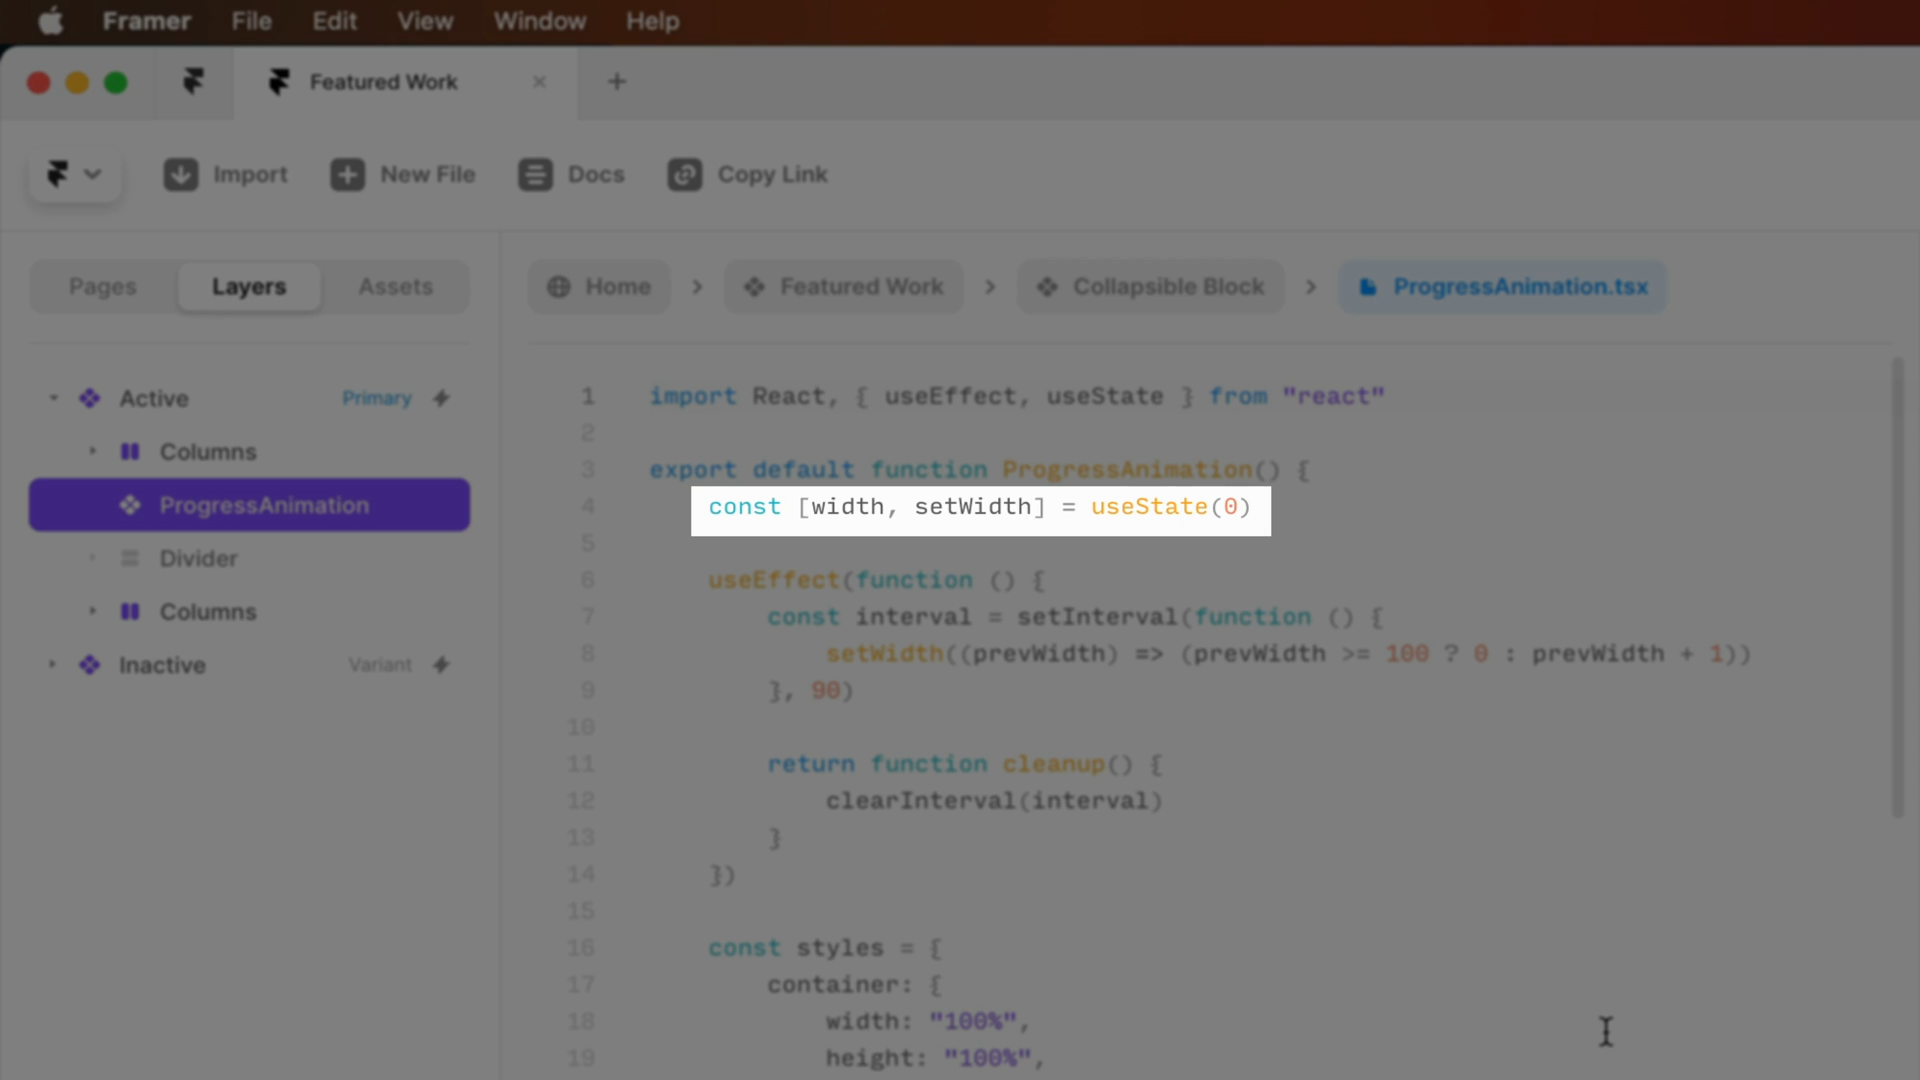 Framer File Edit View Window Help
Featured Work
Import New File Docs Copy Link
Pages Layers Assets
Home Featured Work Collapsible Block ProgressAnimation.tsx
Active Primary
Columns
ProgressAnimation
Divider
Columns
Inactive Variant
1 import React, { useEffect, useState } from "react"
2
3 export default function ProgressAnimation() {
4 const [width, setWidth] = useState(0)
5
6 useEffect(function () {
7 const interval = setInterval(function () {
8 setWidth((prevWidth) => (prevWidth >= 100 ? 0 : prevWidth + 1))
9 }, 90)
10
11 return function cleanup() {
12 clearInterval(interval)
13 }
14 })
15
16 const styles = {
17 container: {
18 width: "100%",
19 height: "100%",